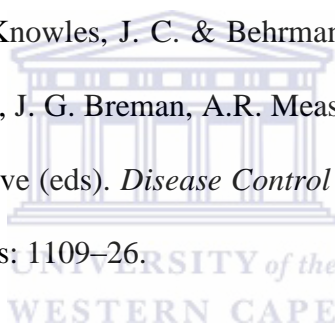 Knowles, J. C. & Behrman
, J. G. Breman, A.R. Meas
ve (eds). Disease Control
s: 1109–26.
UNIVERSITY of the
WESTERN CAPE